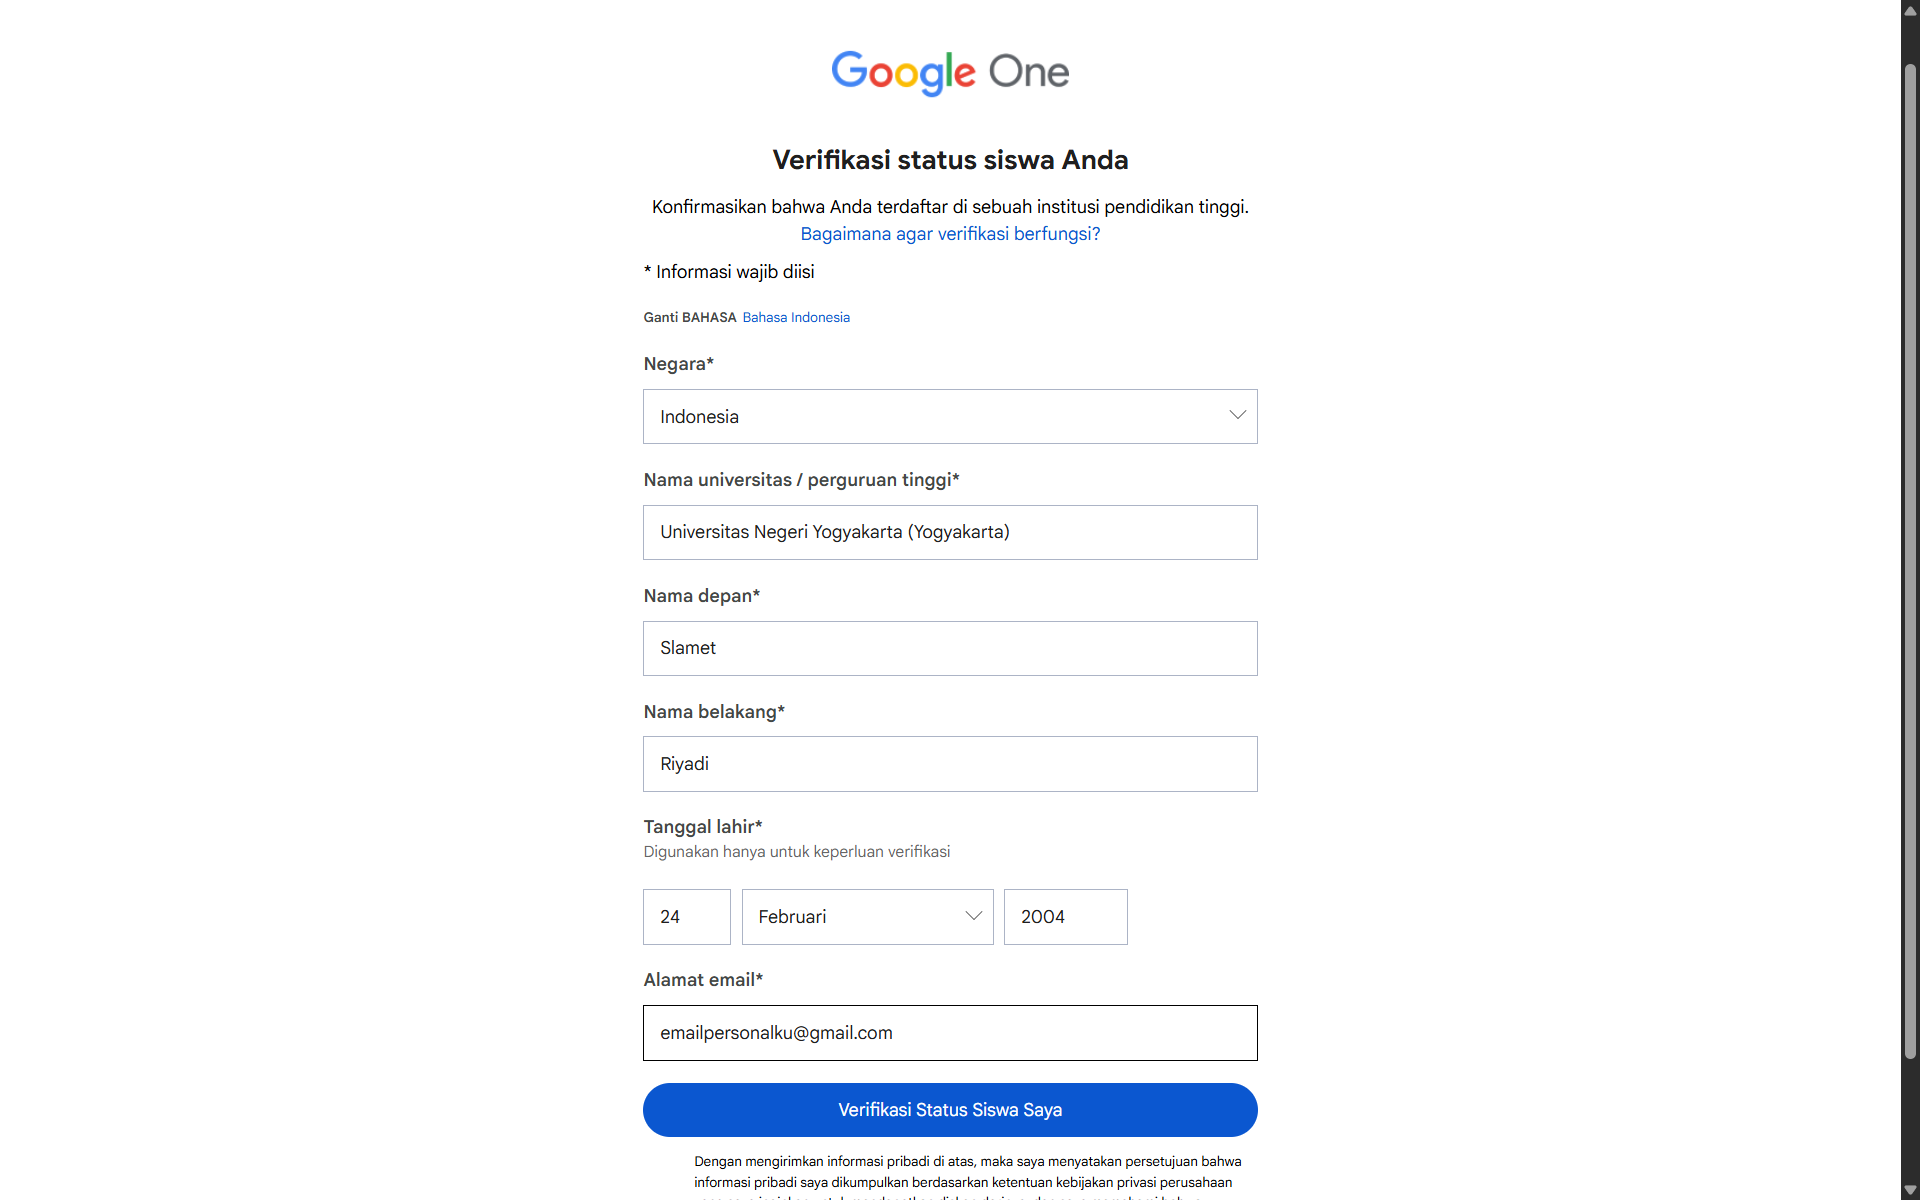 Google One
Verifikasi status siswa Anda
Konfirmasikan bahwa Anda terdaftar di sebuah institusi pendidikan tinggi.
Bagaimana agar verifikasi berfungsi?
* Informasi wajib diisi
Ganti BAHASA Bahasa Indonesia
Negara*
Indonesia
Nama universitas / perguruan tinggi*
Universitas Negeri Yogyakarta (Yogyakarta)
Nama depan*
Slamet
Nama belakang*
Riyadi
Tanggal lahir*
Digunakan hanya untuk keperluan verifikasi
24 Februari 2004
Alamat email*
emailpersonalku@gmail.com
Verifikasi Status Siswa Saya
Dengan mengirimkan informasi pribadi di atas, maka saya menyatakan persetujuan bahwa
informasi pribadi saya dikumpulkan berdasarkan ketentuan kebijakan privasi perusahaan